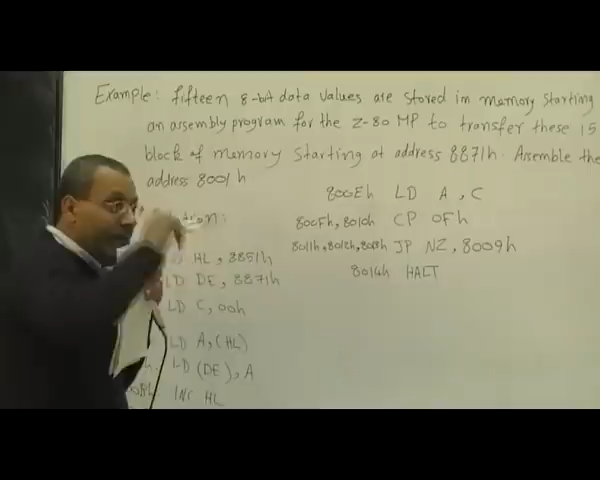 Example: Fifteen 8-bit data values are stored in memory starting
an assembly program for the Z-80 MP to transfer these 15
block of memory starting at address 8871h. Assemble the
address 8001h
800Eh LD A, C
800Fh, 8010h CP 0Fh
8011h, 8012h, 8013h JP NZ, 8009h
8014h HALT
HL, 8851h
LD DE, 8871h
LD C, 00h
LD A, (HL)
LD (DE), A
INC HL